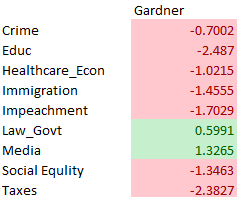 Gardner
Crime -0.7002
Educ -2.487
Healthcare_Econ -1.0215
Immigration -1.4555
Impeachment -1.7029
Law_Govt 0.5991
Media 1.3265
Social Equlity -1.3463
Taxes -2.3827